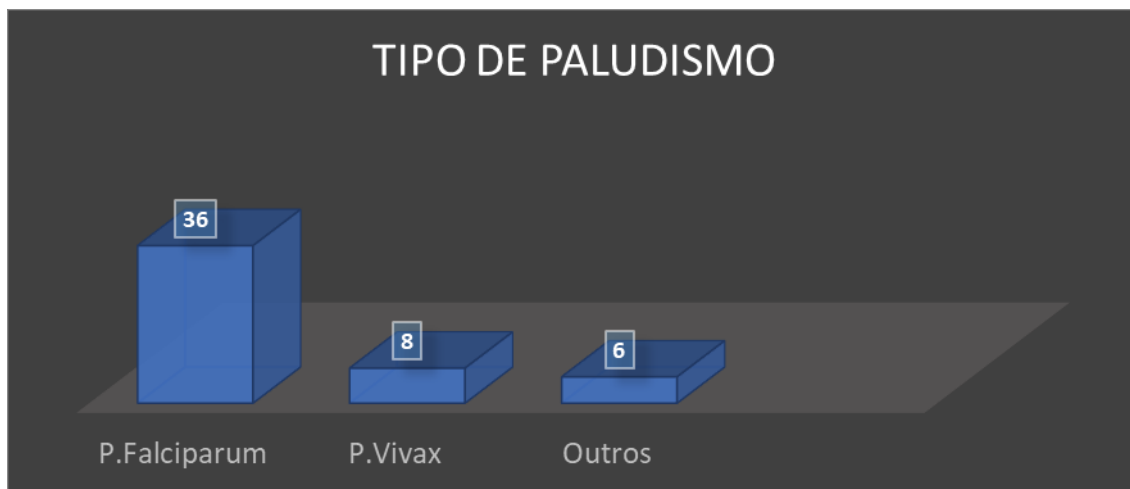 TIPO DE PALUDISMO
36
8
6
P.Falciparum
P.Vivax
Outros